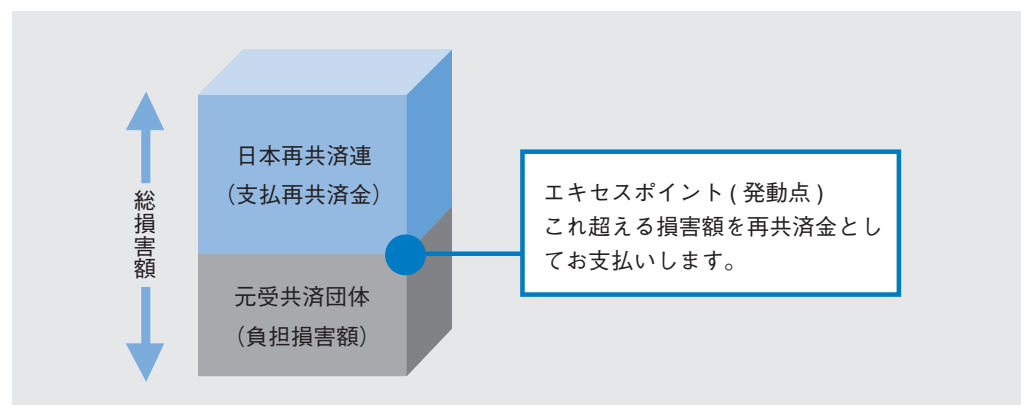 総損害額
日本再共済連
（支払再共済金）
元受共済団体
（負担損害額）
エキセスポイント ( 発動点 )
これ超える損害額を再共済金とし
てお支払いします。